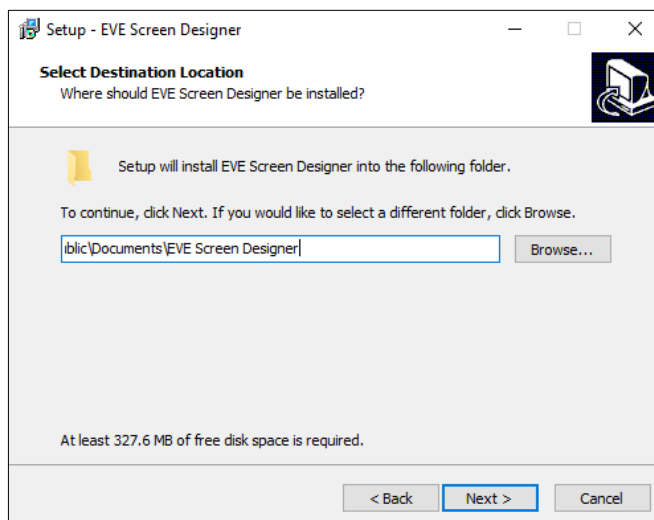 Setup - EVE Screen Designer
Select Destination Location
Where should EVE Screen Designer be installed?
Setup will install EVE Screen Designer into the following folder.
To continue, click Next. If you would like to select a different folder, click Browse.
ıblic\Documents\EVE Screen Designer
Browse...
At least 327.6 MB of free disk space is required.
< Back
Next >
Cancel